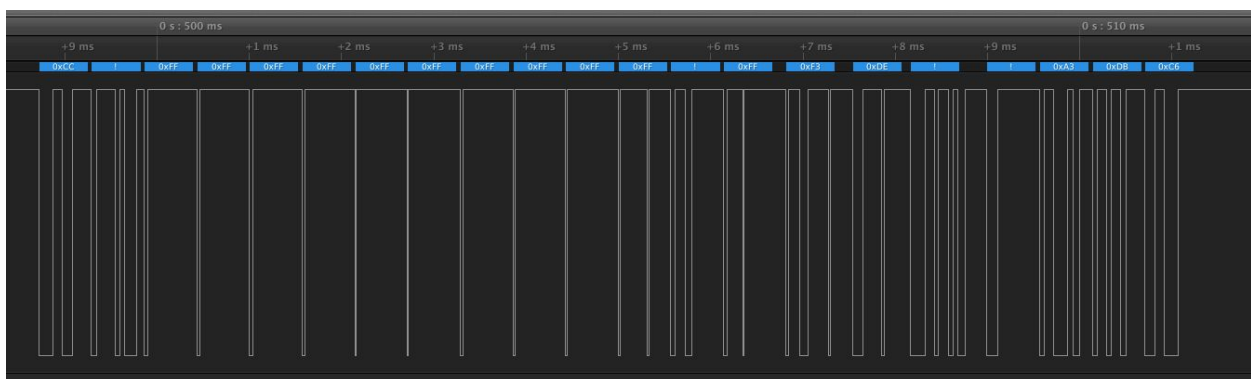 0 s : 500 ms 0 s : 510 ms
+9 ms +1 ms +2 ms +3 ms +4 ms +5 ms +6 ms +7 ms +8 ms +9 ms +1 ms
0xCC ! 0xFF 0xFF 0xFF 0xFF 0xFF 0xFF 0xFF 0xFF 0xFF 0xFF ! 0xFF 0xF3 0xDE ! ! 0xA3 0xDB 0xC6